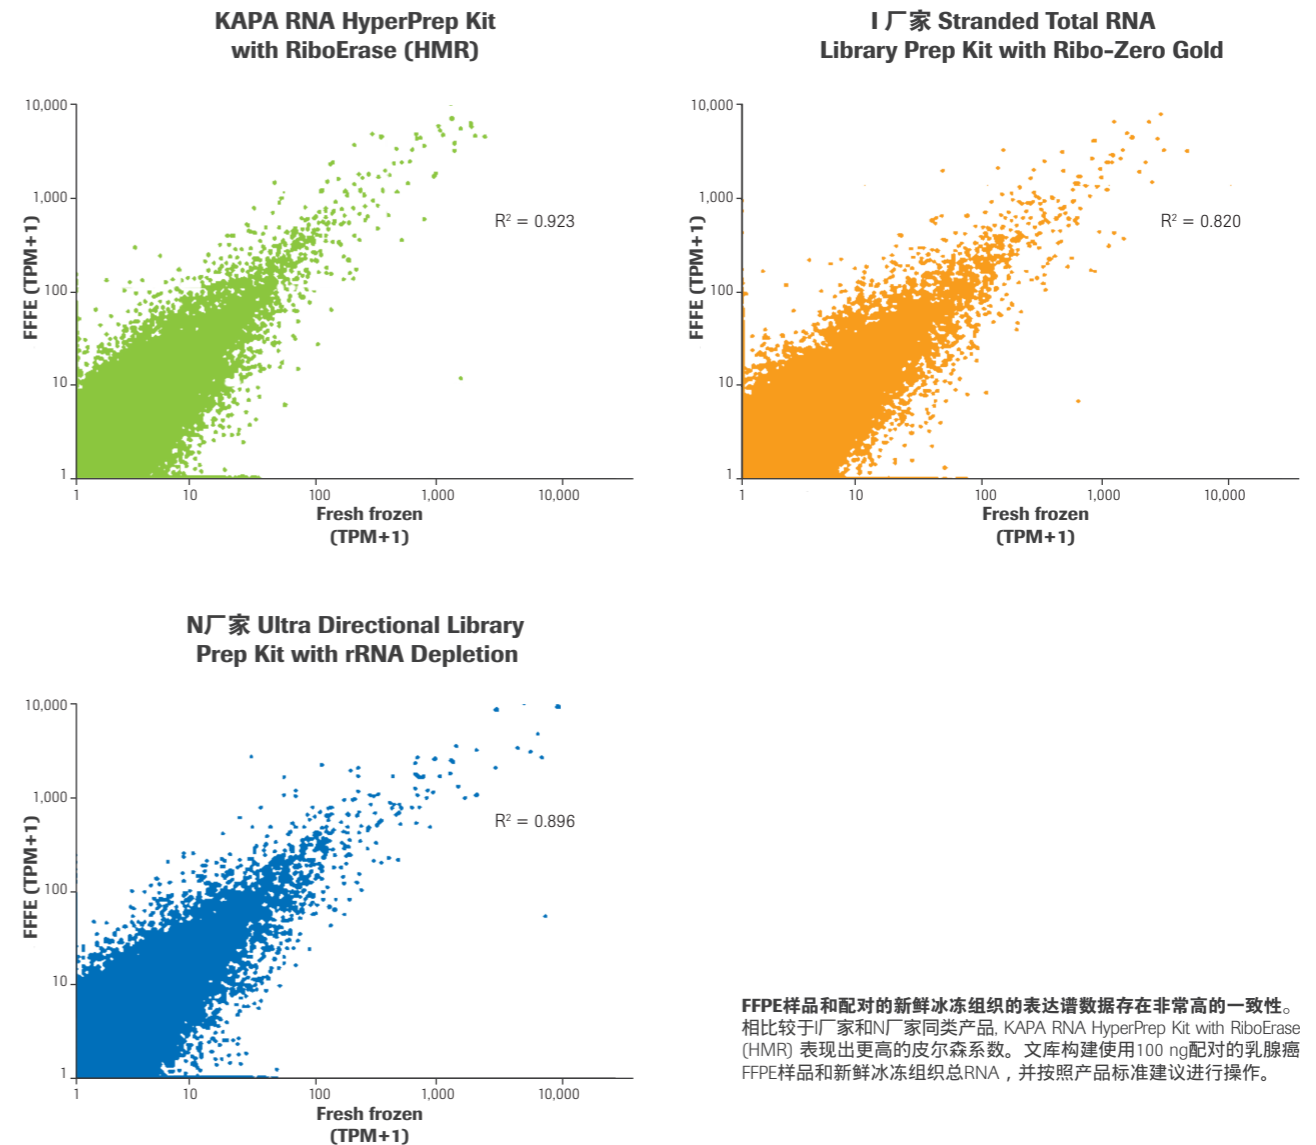 KAPA RNA HyperPrep Kit
with RiboErase (HMR)
10,000
1,000
100
10
1
FFFE (TPM+1)
R² = 0.923
1 10 100 1,000 10,000
Fresh frozen
(TPM+1)
I 厂家 Stranded Total RNA
Library Prep Kit with Ribo-Zero Gold
10,000
1,000
100
10
1
FFFE (TPM+1)
R² = 0.820
1 10 100 1,000 10,000
Fresh frozen
(TPM+1)
N厂家 Ultra Directional Library
Prep Kit with rRNA Depletion
10,000
1,000
100
10
1
FFFE (TPM+1)
R² = 0.896
1 10 100 1,000 10,000
Fresh frozen
(TPM+1)
FFPE样品和配对的新鲜冰冻组织的表达谱数据存在非常高的一致性。
相比较于I厂家和N厂家同类产品, KAPA RNA HyperPrep Kit with RiboErase
(HMR) 表现出更高的皮尔森系数。文库构建使用100 ng配对的乳腺癌
FFPE样品和新鲜冰冻组织总RNA，并按照产品标准建议进行操作。